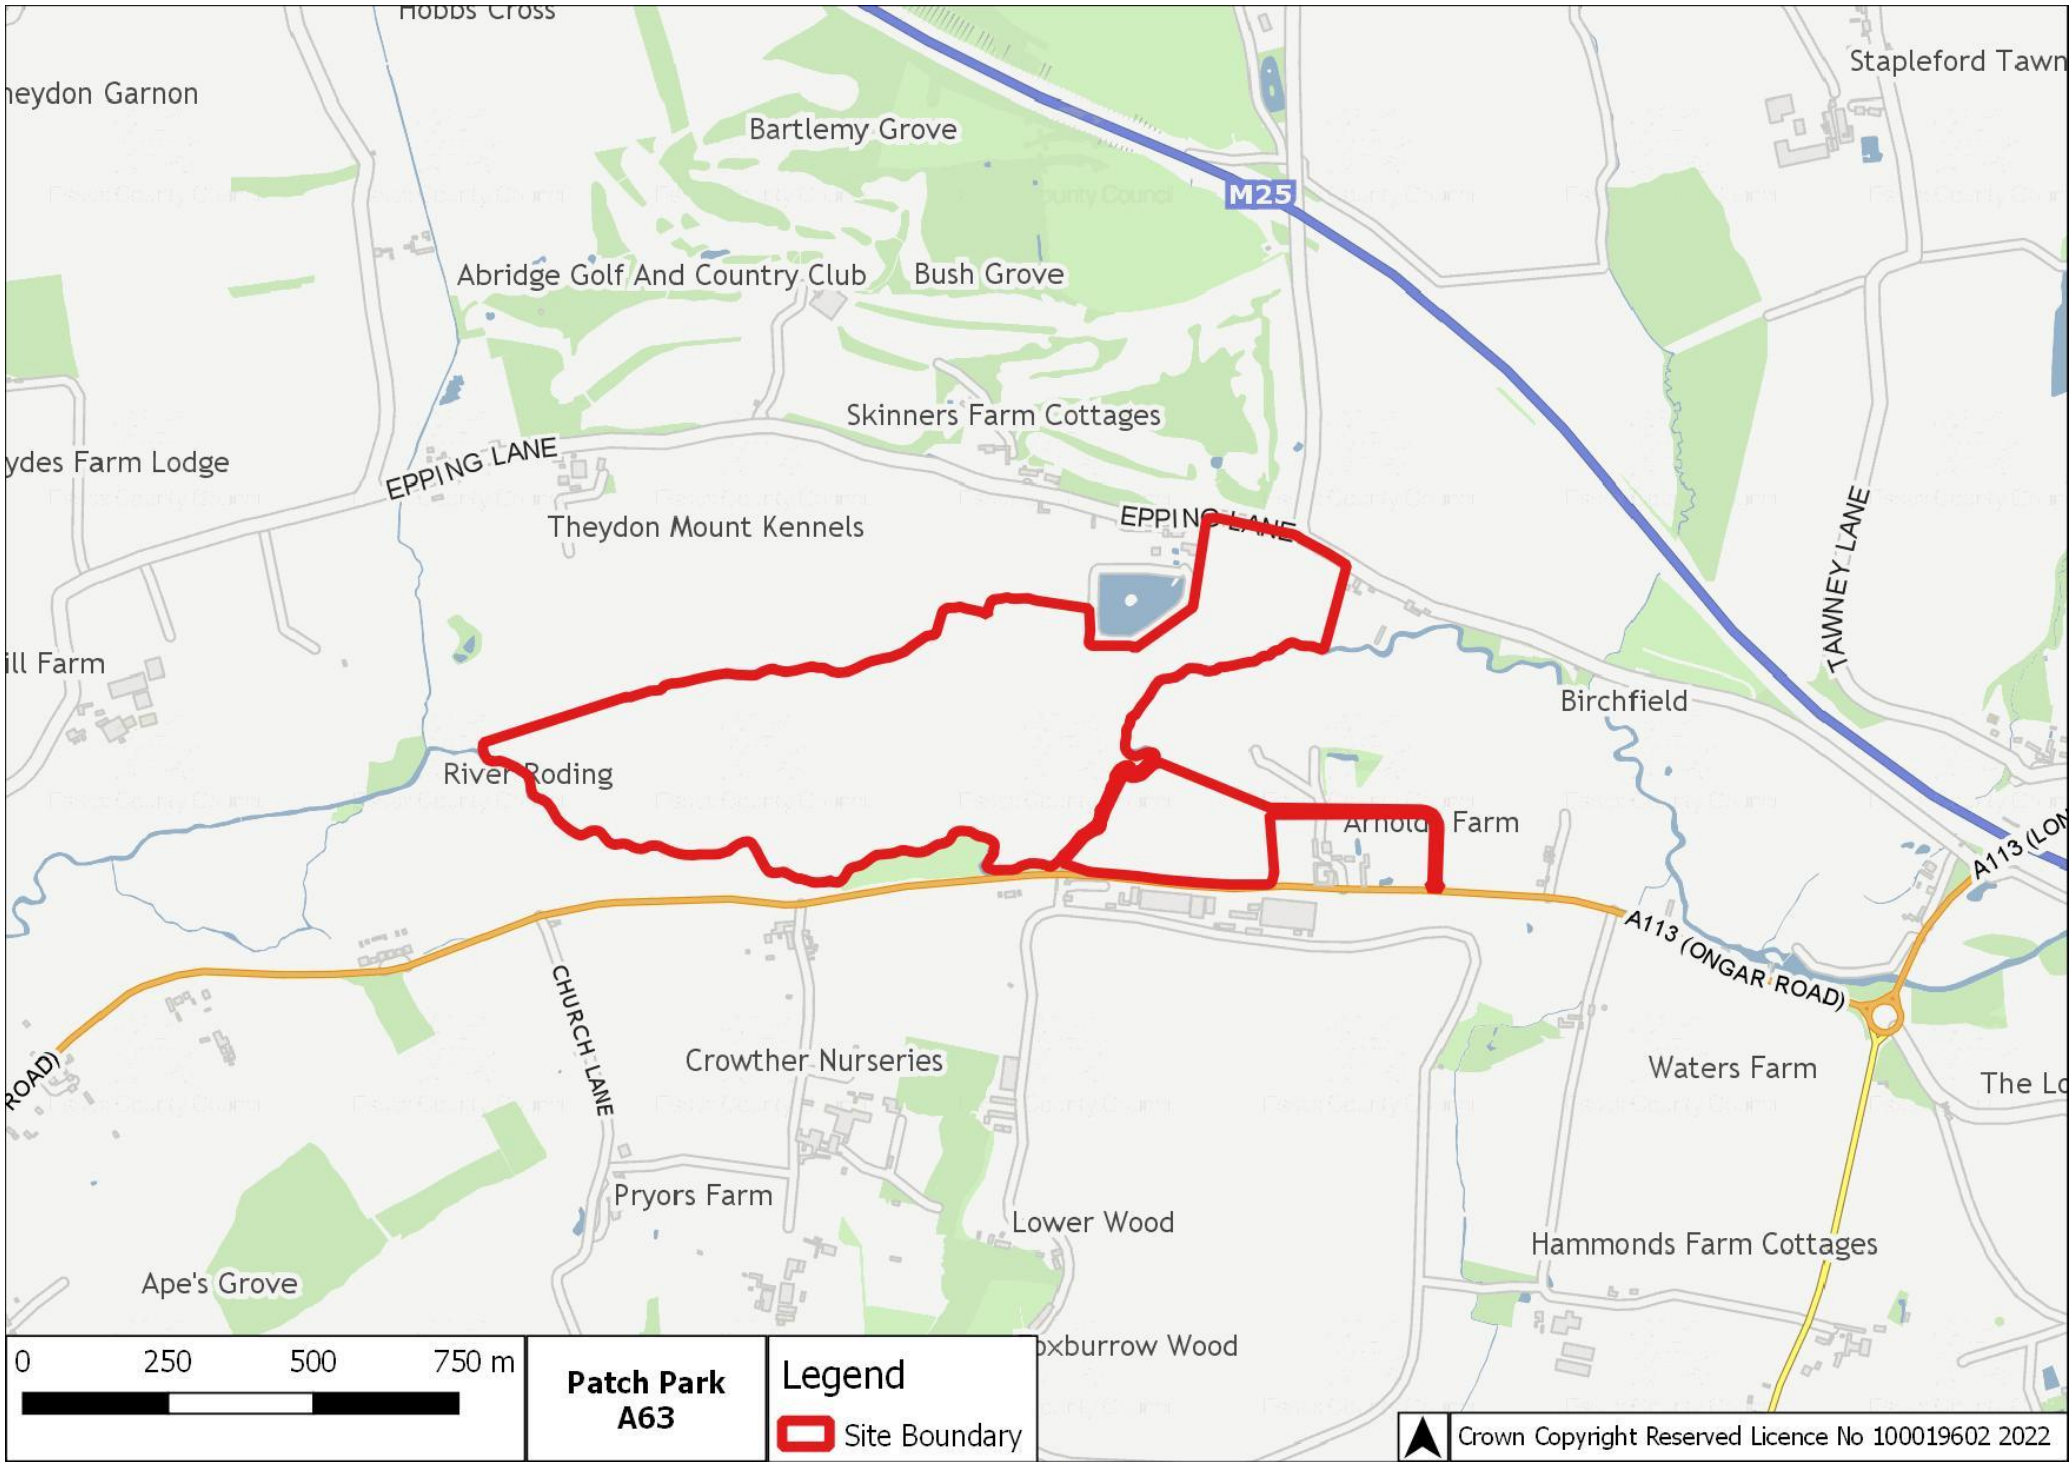 Hobbs Cross
Stapleford Tawn
heydon Garnon
Bartlemy Grove
M25
Abridge Golf And Country Club
Bush Grove
Skinners Farm Cottages
ydes Farm Lodge
EPPING LANE
EPPING LANE
Theydon Mount Kennels
TAWNEY LANE
ill Farm
Birchfield
River Roding
Arnolds Farm
A113 (LON
A113 (ONGAR ROAD)
CHURCH LANE
Crowther Nurseries
Waters Farm
The Lo
ROAD)
Pryors Farm
Lower Wood
Hammonds Farm Cottages
Ape's Grove
oxburrow Wood
0 250 500 750 m
Patch Park
A63
Legend
Site Boundary
Crown Copyright Reserved Licence No 100019602 2022